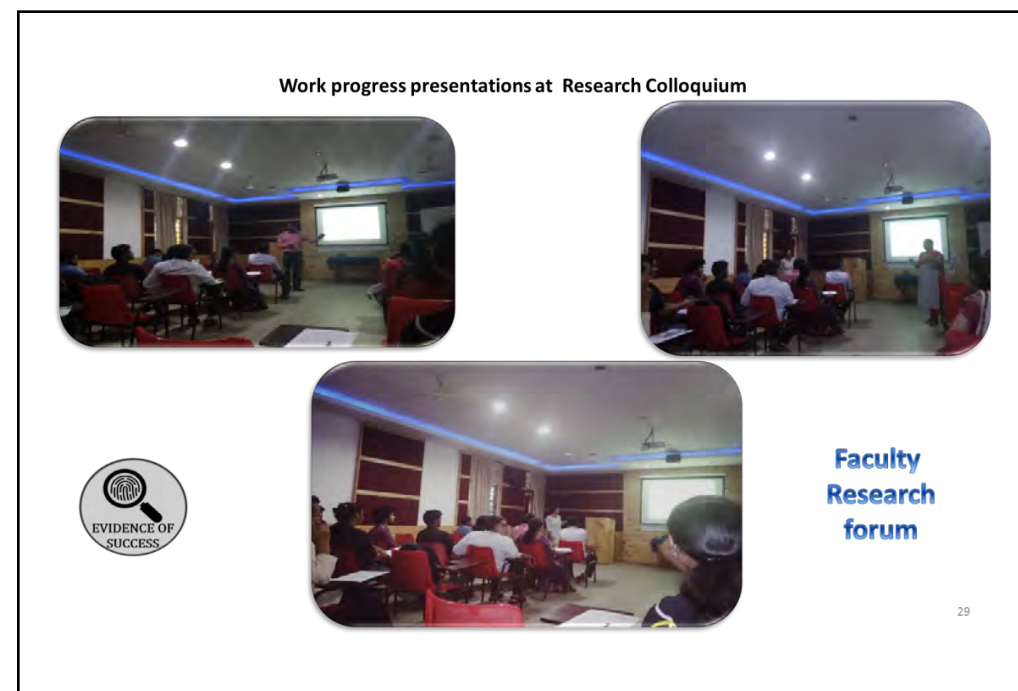 Work progress presentations at Research Colloquium
EVIDENCE OF
SUCCESS
Faculty
Research
forum
29